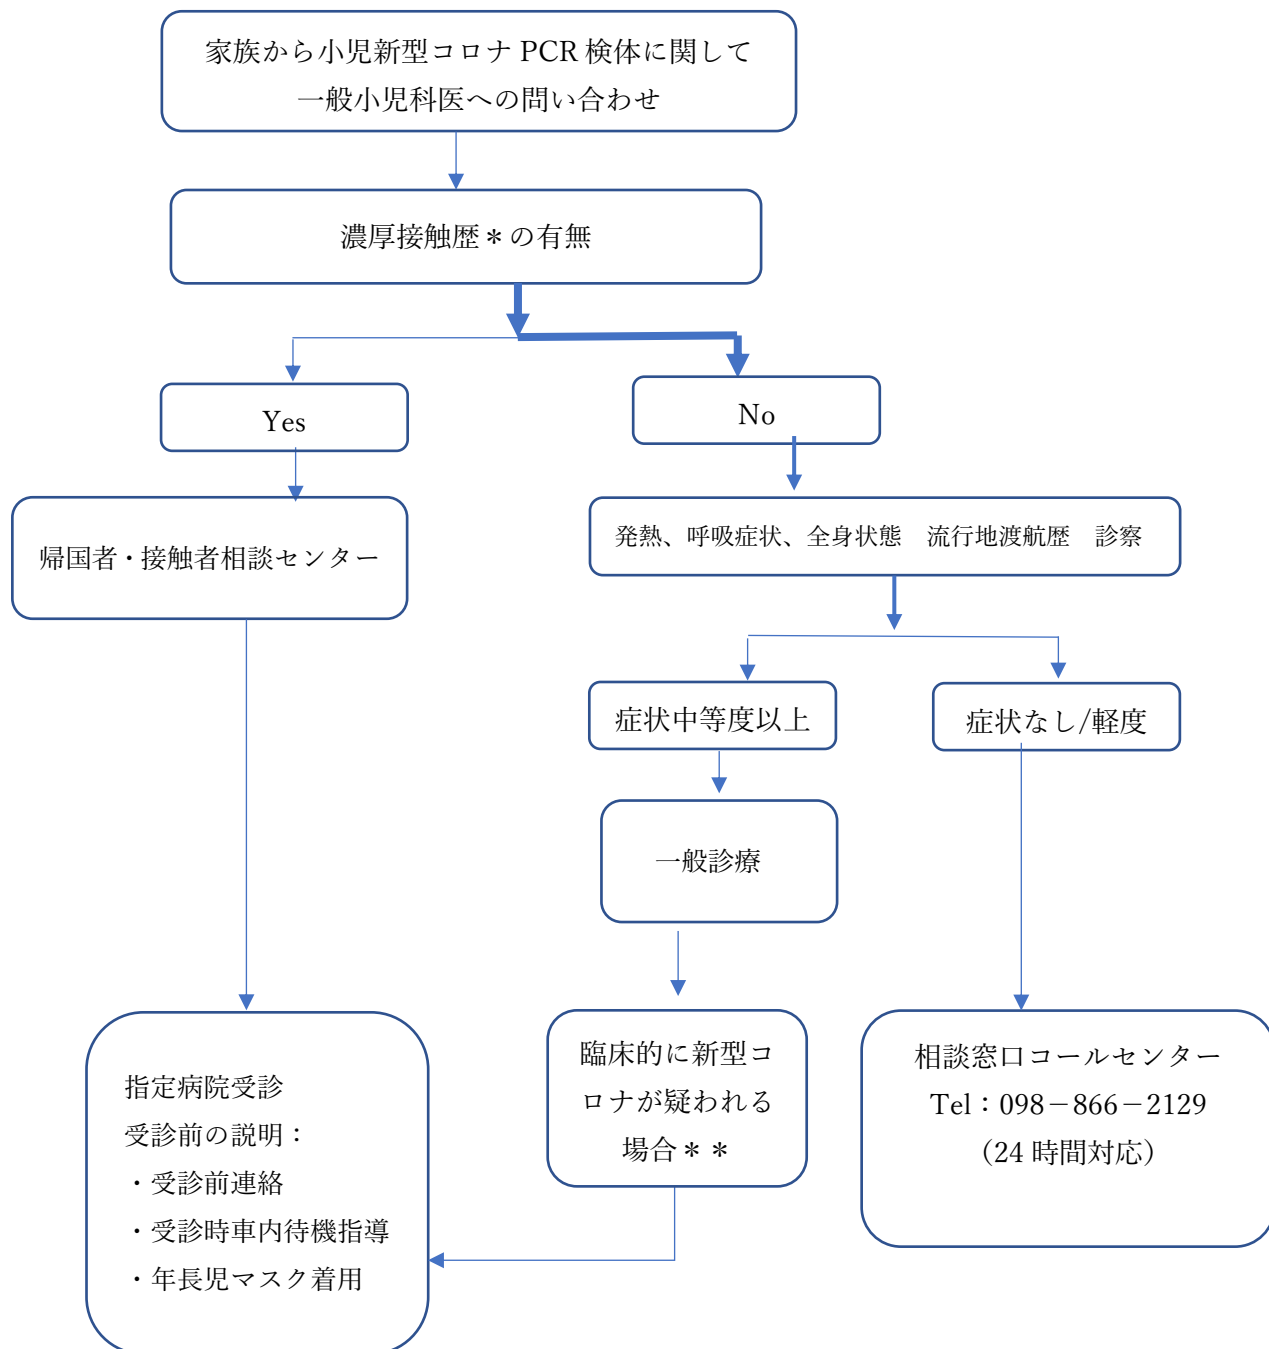 家族から小児新型コロナ PCR 検体に関して
一般小児科医への問い合わせ
濃厚接触歴＊の有無
Yes
No
帰国者・接触者相談センター
発熱、呼吸症状、全身状態　流行地渡航歴　診察
症状中等度以上
症状なし/軽度
一般診療
指定病院受診
受診前の説明：
・受診前連絡
・受診時車内待機指導
・年長児マスク着用
臨床的に新型コ
ロナが疑われる
場合＊＊
相談窓口コールセンター
Tel：098－866－2129
（24 時間対応）